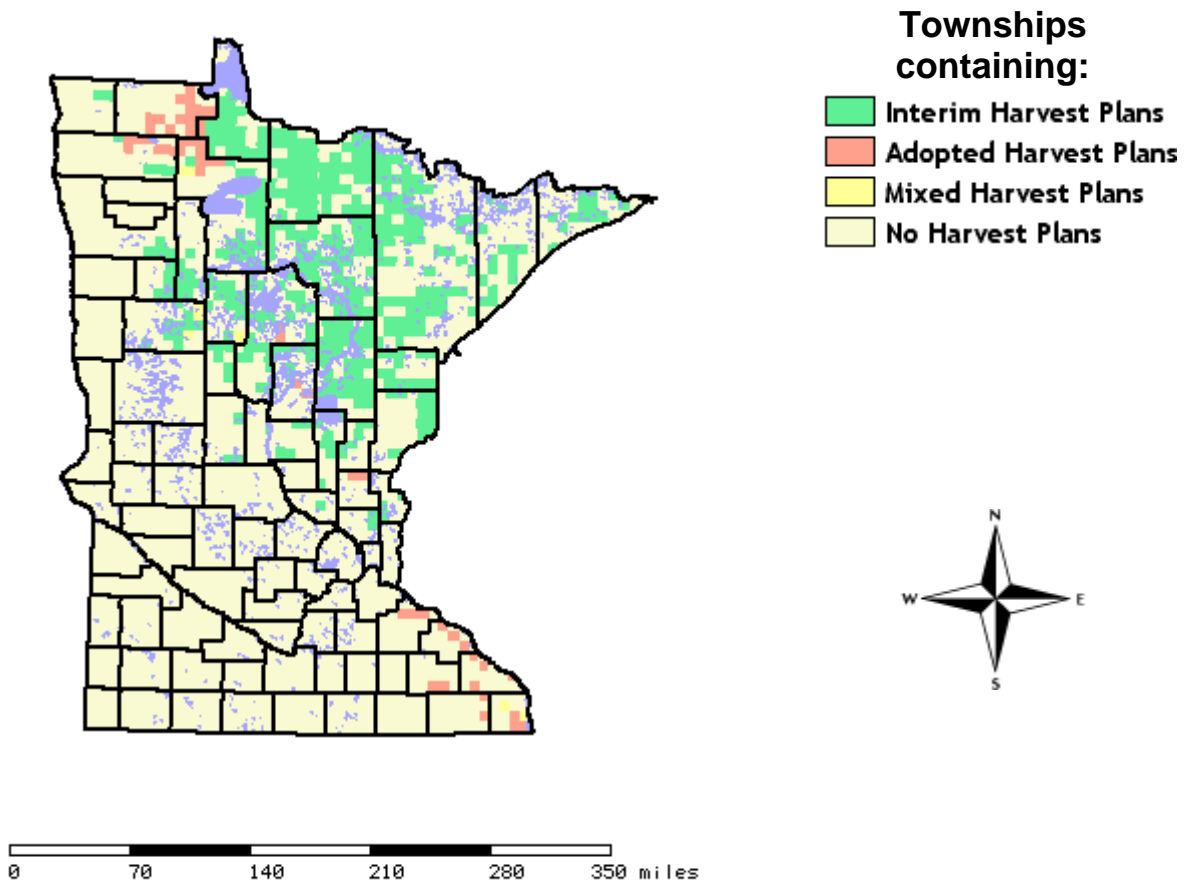 Townships
containing:
Interim Harvest Plans
Adopted Harvest Plans
Mixed Harvest Plans
No Harvest Plans
N
W E
S
0 70 140 210 280 350 miles